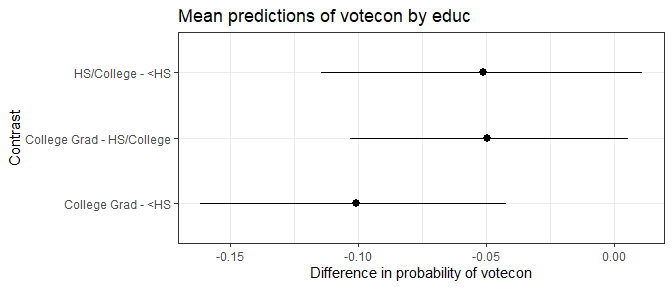 Mean predictions of votecon by educ
Contrast
HS/College - <HS
College Grad - HS/College
College Grad - <HS
-0.15 -0.10 -0.05 0.00
Difference in probability of votecon